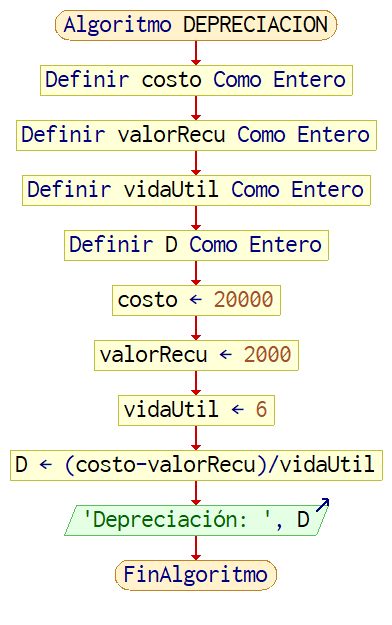 Algoritmo DEPRECIACION
Definir costo Como Entero
Definir valorRecu Como Entero
Definir vidaUtil Como Entero
Definir D Como Entero
costo ← 20000
valorRecu ← 2000
vidaUtil ← 6
D ← (costo-valorRecu)/vidaUtil
'Depreciación: ', D
FinAlgoritmo